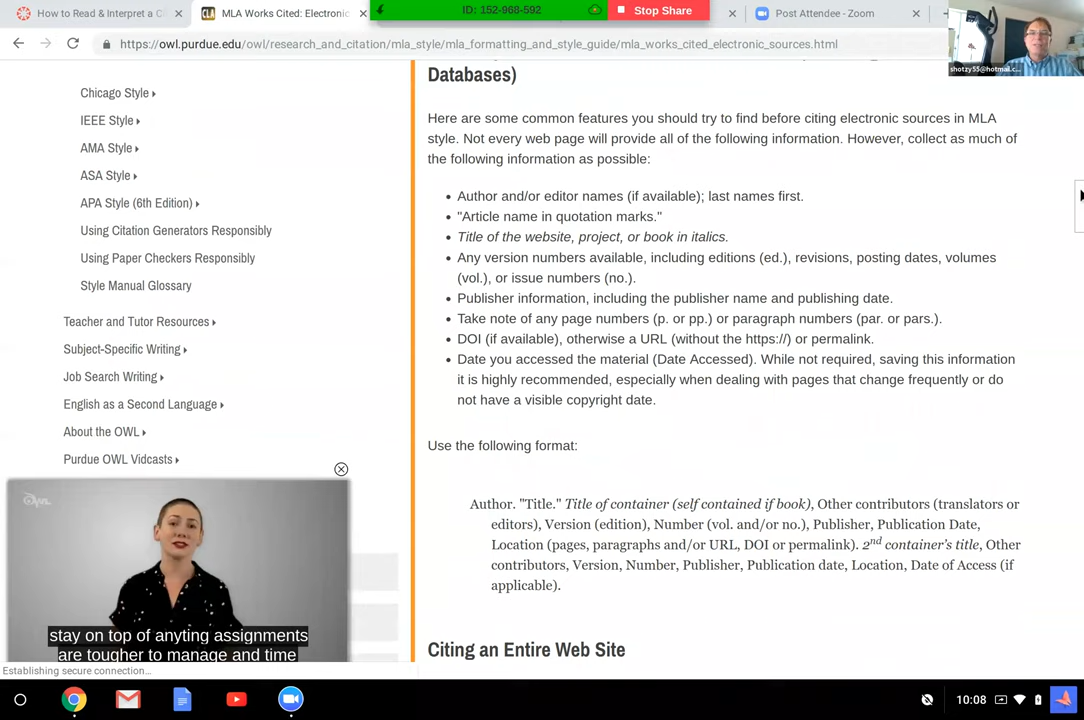 How to Read & Interpret a C
MLA Works Cited: Electronic
ID: 152-968-592
Stop Share
Post Attendee - Zoom
https://owl.purdue.edu/owl/research_and_citation/mla_style/mla_formatting_and_style_guide/mla_works_cited_electronic_sources.html
shotzy55@hotmail.c...
Chicago Style
IEEE Style
AMA Style
ASA Style
APA Style (6th Edition)
Using Citation Generators Responsibly
Using Paper Checkers Responsibly
Style Manual Glossary
Teacher and Tutor Resources
Subject-Specific Writing
Job Search Writing
English as a Second Language
About the OWL
Purdue OWL Vidcasts
OWL
stay on top of anyting assignments
are tougher to manage and time
Establishing secure connection...
Databases)
Here are some common features you should try to find before citing electronic sources in MLA
style. Not every web page will provide all of the following information. However, collect as much of
the following information as possible:
• Author and/or editor names (if available); last names first.
• "Article name in quotation marks."
• Title of the website, project, or book in italics.
• Any version numbers available, including editions (ed.), revisions, posting dates, volumes
(vol.), or issue numbers (no.).
• Publisher information, including the publisher name and publishing date.
• Take note of any page numbers (p. or pp.) or paragraph numbers (par. or pars.).
• DOI (if available), otherwise a URL (without the https://) or permalink.
• Date you accessed the material (Date Accessed). While not required, saving this information
it is highly recommended, especially when dealing with pages that change frequently or do
not have a visible copyright date.
Use the following format:
Author. "Title." Title of container (self contained if book), Other contributors (translators or
editors), Version (edition), Number (vol. and/or no.), Publisher, Publication Date,
Location (pages, paragraphs and/or URL, DOI or permalink). 2nd container's title, Other
contributors, Version, Number, Publisher, Publication date, Location, Date of Access (if
applicable).
Citing an Entire Web Site
10:08